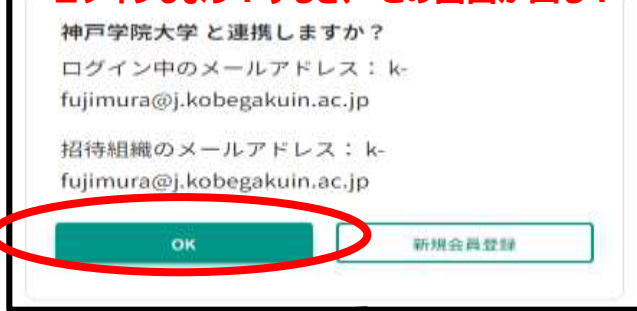 神戸学院大学 と連携しますか？
ログイン中のメールアドレス： k-
fujimura@j.kobegakuin.ac.jp
招待組織のメールアドレス： k-
fujimura@j.kobegakuin.ac.jp
OK
新規会員登録